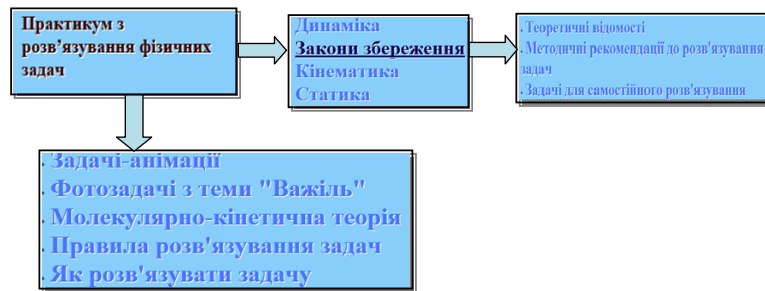 Практикум з
розв’язування фізичних
задач
Динаміка
Закони збереження
Кінематика
Статика
. Теоретичні відомості
. Методичні рекомендації до розв'язування
задач
. Задачі для самостійного розв'язування
. Задачі-анімації
. Фотозадачі з теми "Важіль"
. Молекулярно-кінетична теорія
. Правила розв'язування задач
. Як розв'язувати задачу